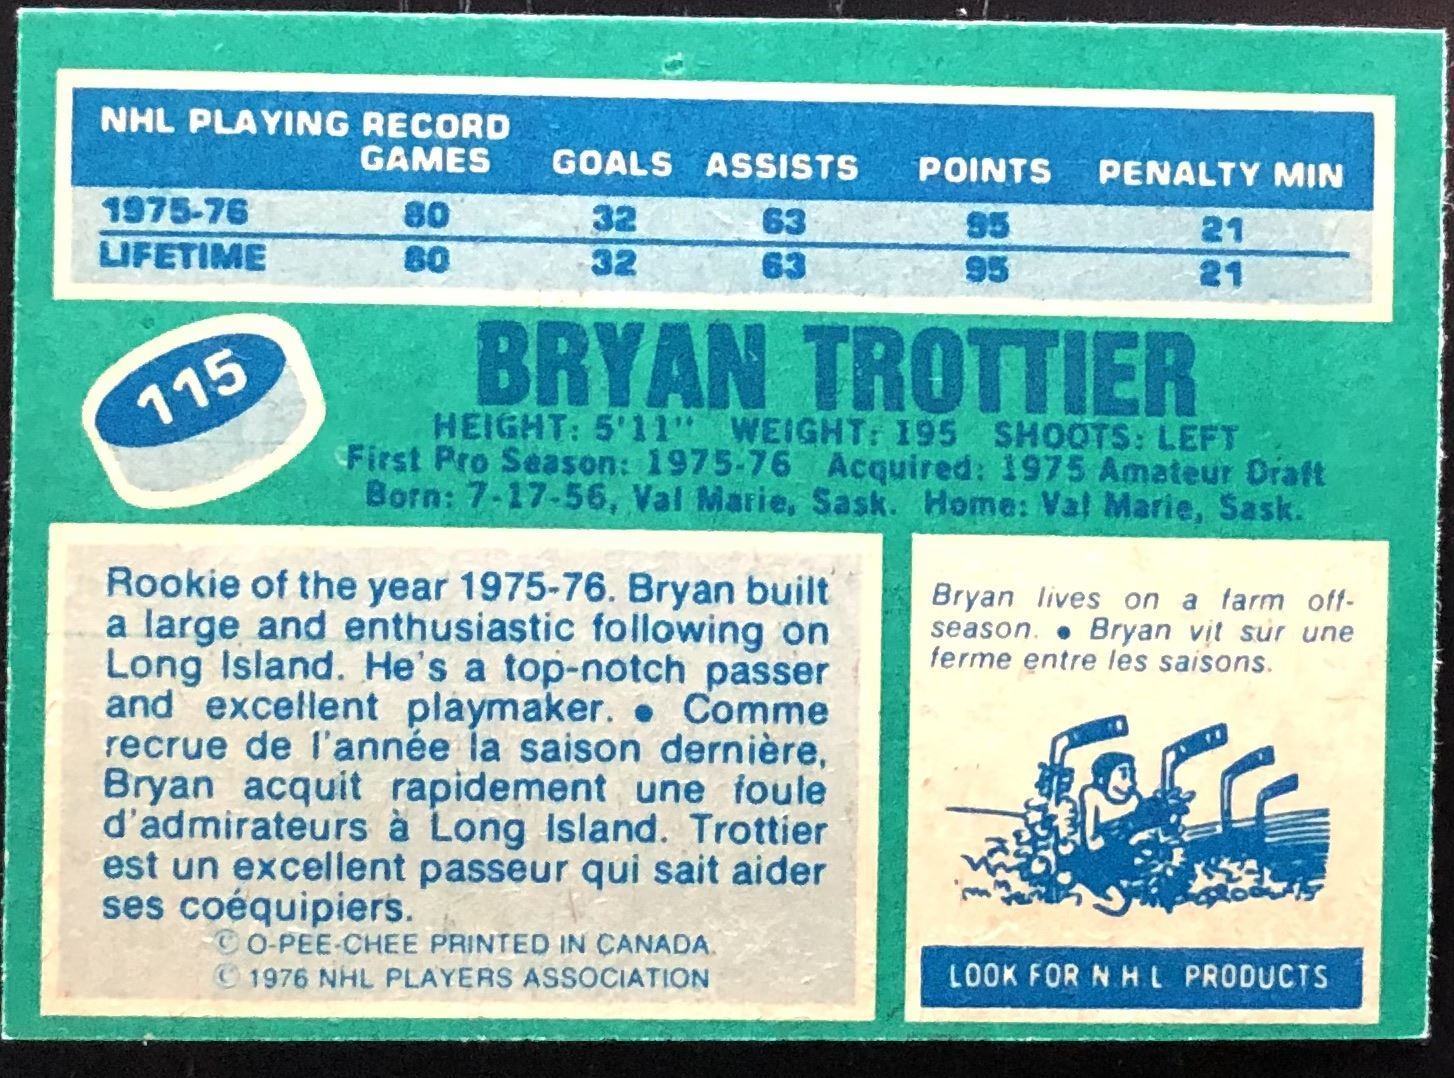 NHL PLAYING RECORD
GAMES GOALS ASSISTS POINTS PENALTY MIN
1975-76 80 32 63 95 21
LIFETIME 80 32 63 95 21
115
BRYAN TROTTIER
HEIGHT: 5'11" WEIGHT: 195 SHOOTS: LEFT
First Pro Season: 1975-76 Acquired: 1975 Amateur Draft
Born: 7-17-56, Val Marie, Sask. Home: Val Marie, Sask.
Rookie of the year 1975-76. Bryan built
a large and enthusiastic following on
Long Island. He's a top-notch passer
and excellent playmaker. • Comme
recrue de l'année la saison dernière,
Bryan acquit rapidement une foule
d'admirateurs à Long Island. Trottier
est un excellent passeur qui sait aider
ses coéquipiers.
© O-PEE-CHEE PRINTED IN CANADA.
© 1976 NHL PLAYERS ASSOCIATION
Bryan lives on a farm off-
season. • Bryan vit sur une
ferme entre les saisons.
LOOK FOR N H L PRODUCTS